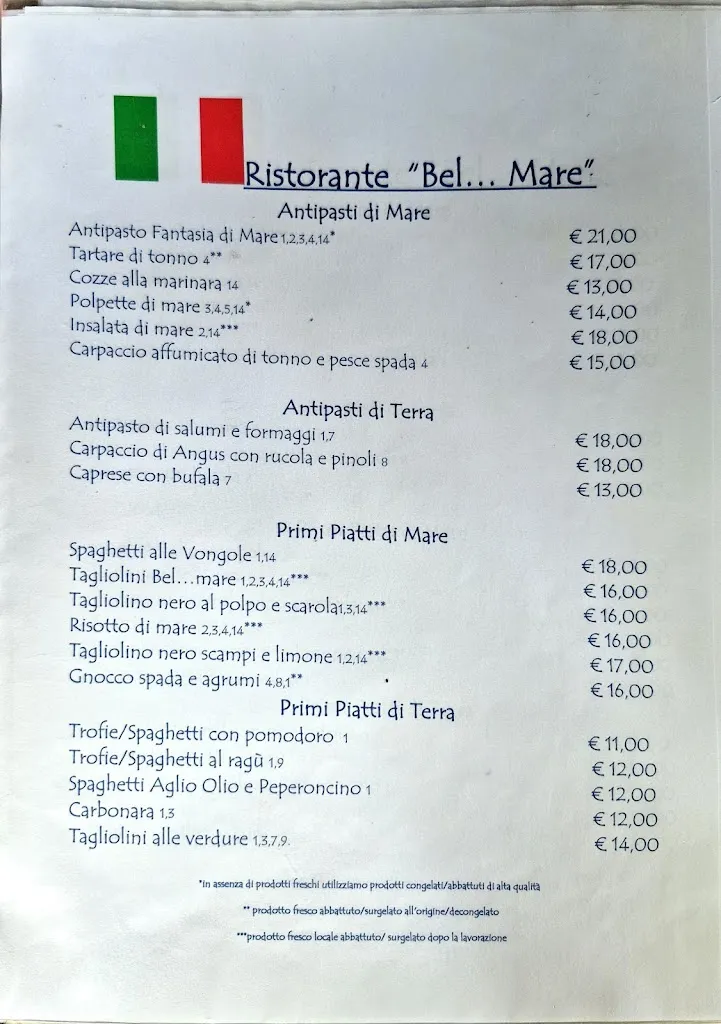 Ristorante "Bel... Mare"
Antipasti di Mare
Antipasto Fantasia di Mare 1,2,3,4,14* € 21,00
Tartare di tonno 4** € 17,00
Cozze alla marinara 14 € 13,00
Polpette di mare 3,4,5,14* € 14,00
Insalata di mare 2,14*** € 18,00
Carpaccio affumicato di tonno e pesce spada 4 € 15,00
Antipasti di Terra
Antipasto di salumi e formaggi 1,7 € 18,00
Carpaccio di Angus con rucola e pinoli 8 € 18,00
Caprese con bufala 7 € 13,00
Primi Piatti di Mare
Spaghetti alle Vongole 1,14 € 18,00
Tagliolini Bel...mare 1,2,3,4,14*** € 16,00
Tagliolino nero al polpo e scarola1,3,14*** € 16,00
Risotto di mare 2,3,4,14*** € 16,00
Tagliolino nero scampi e limone 1,2,14*** € 17,00
Gnocco spada e agrumi 4,8,1** € 16,00
Primi Piatti di Terra
Trofie/Spaghetti con pomodoro 1 € 11,00
Trofie/Spaghetti al ragù 1,9 € 12,00
Spaghetti Aglio Olio e Peperoncino 1 € 12,00
Carbonara 1,3 € 12,00
Tagliolini alle verdure 1,3,7,9. € 14,00
*In assenza di prodotti freschi utilizziamo prodotti congelati/abbattuti di alta qualità
** prodotto fresco abbattuto/surgelato all'origine/decongelato
***prodotto fresco locale abbattuto/ surgelato dopo la lavorazione